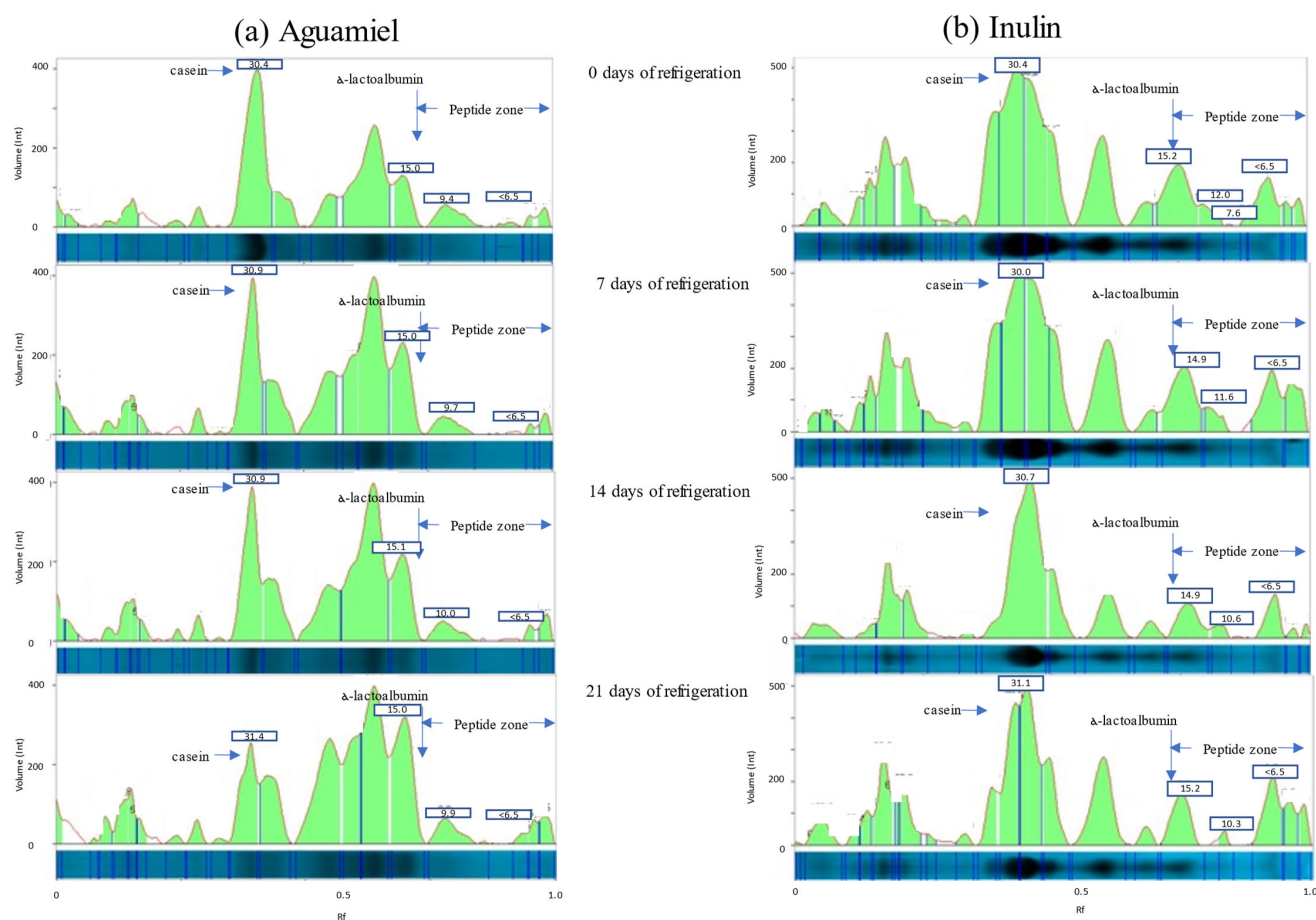 (a) Aguamiel
(b) Inulin
0 days of refrigeration
400
200
0
Volume (Int)
casein
30.4
a-lactoalbumin
Peptide zone
15.0
9.4
<6.5
500
200
0
Volume (Int)
casein
30.4
a-lactoalbumin
Peptide zone
15.2
12.0
7.6
<6.5
7 days of refrigeration
400
200
0
Volume (Int)
casein
30.9
a-lactoalbumin
Peptide zone
15.0
9.7
<6.5
500
200
0
Volume (Int)
casein
30.0
a-lactoalbumin
Peptide zone
14.9
11.6
<6.5
14 days of refrigeration
400
200
0
Volume (Int)
casein
30.9
a-lactoalbumin
Peptide zone
15.1
10.0
<6.5
500
200
0
Volume (Int)
casein
30.7
a-lactoalbumin
Peptide zone
14.9
10.6
<6.5
21 days of refrigeration
400
200
0
Volume (Int)
casein
31.4
a-lactoalbumin
Peptide zone
15.0
9.9
<6.5
500
200
0
Volume (Int)
casein
31.1
a-lactoalbumin
Peptide zone
15.2
10.3
<6.5
0
0.5
1.0
Rf
0
0.5
1.0
Rf